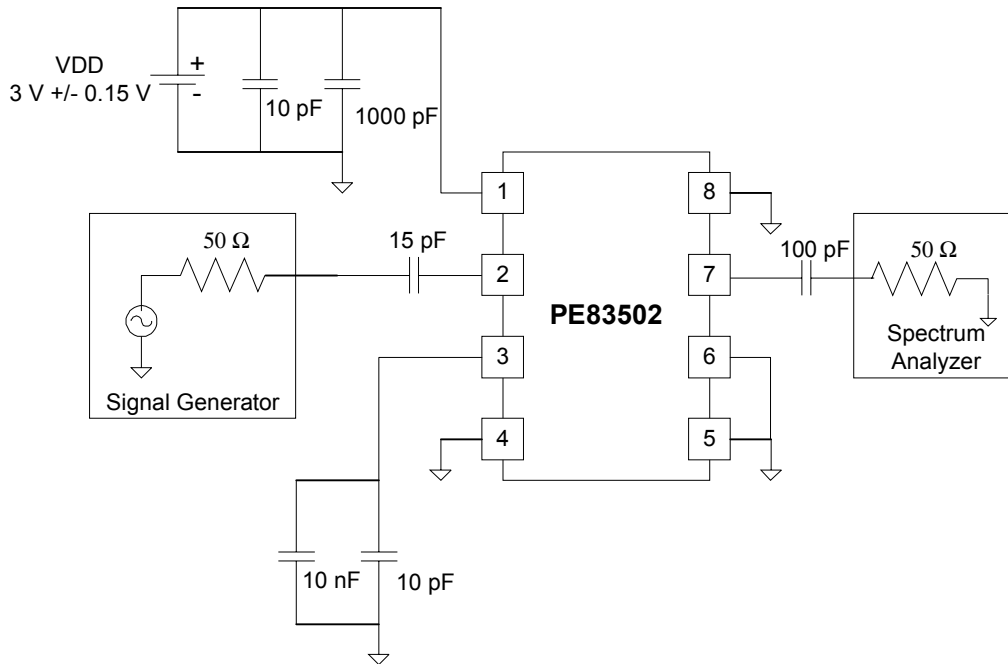 VDD
3 V +/- 0.15 V
+
-
10 pF
1000 pF
1
8
50 Ω
15 pF
2
7
100 pF
50 Ω
PE83502
3
6
Spectrum
Analyzer
Signal Generator
4
5
10 nF
10 pF